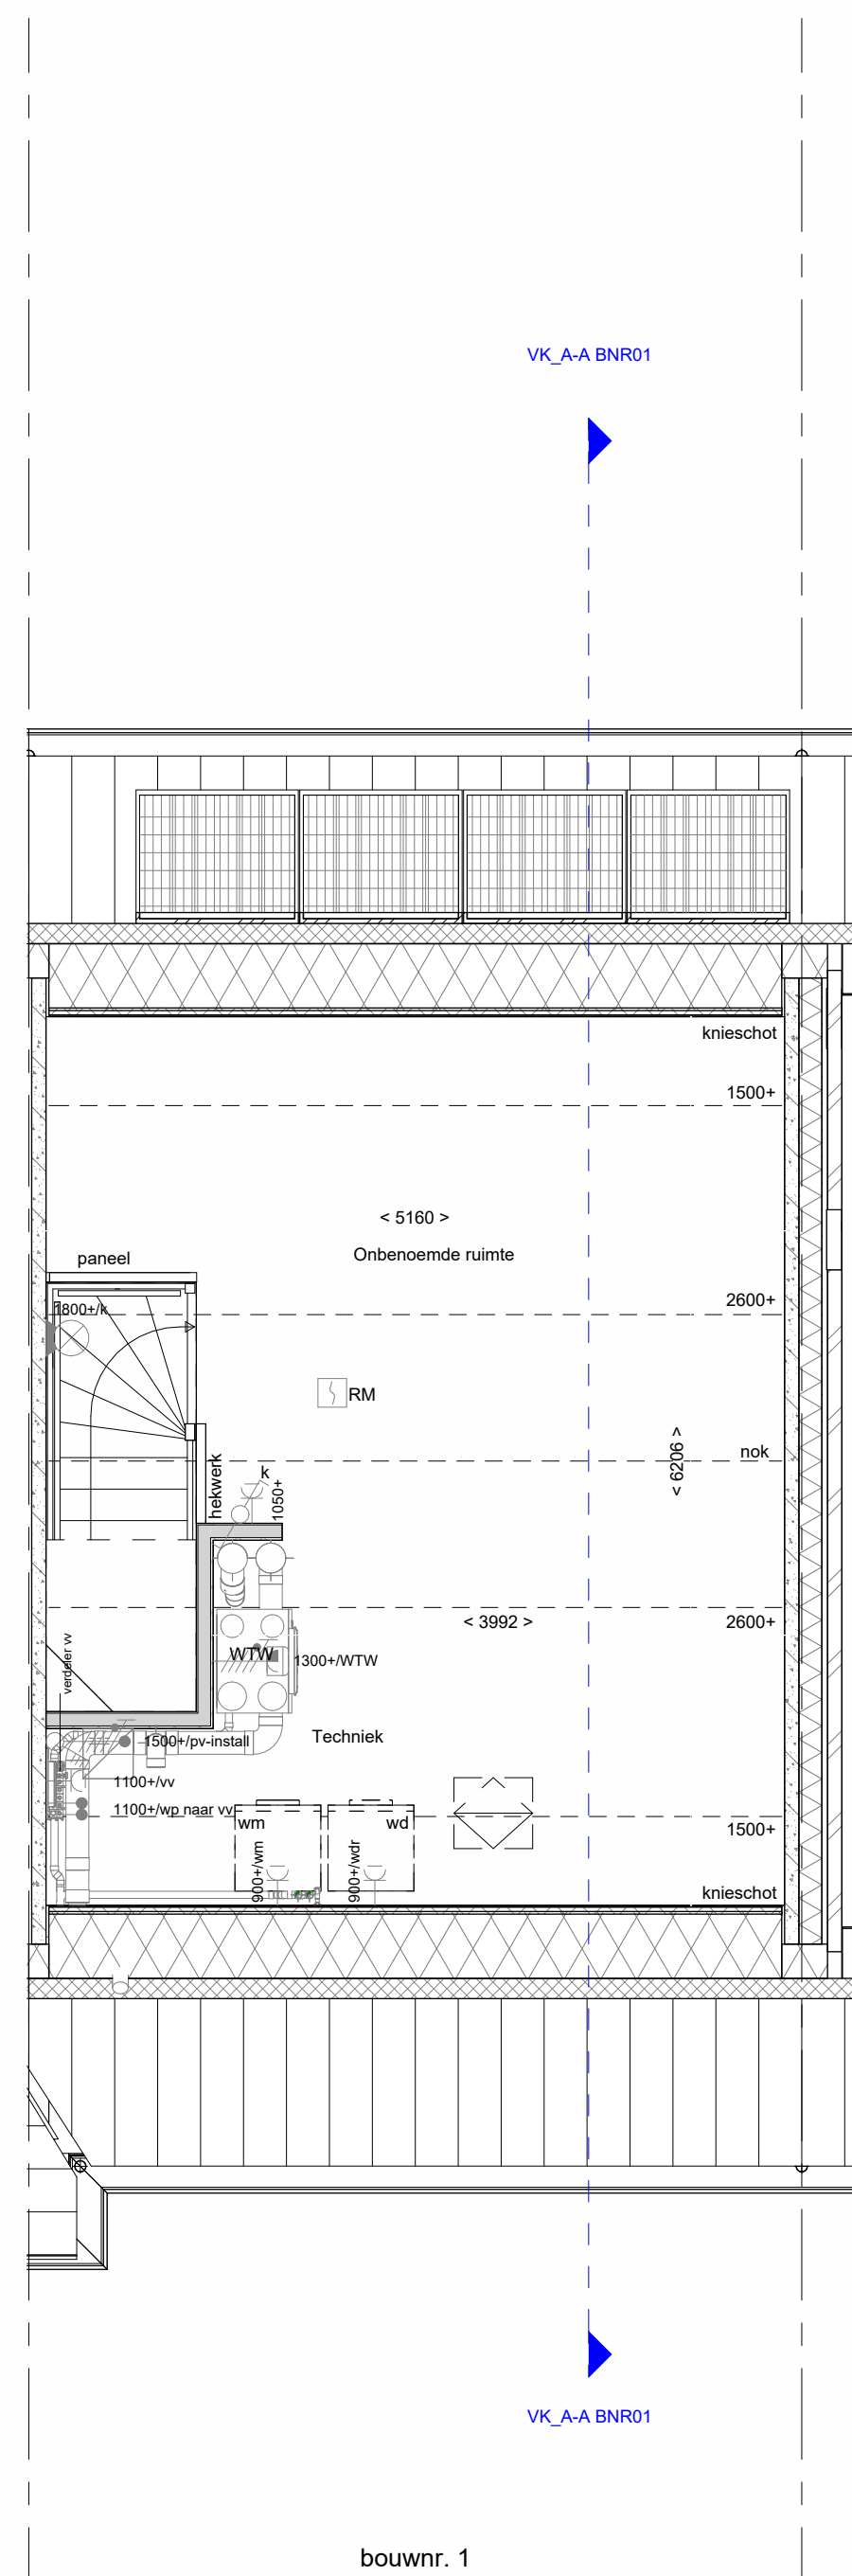 VK_A-A BNR01
knieschot
1500+
< 5160 >
Onbenoemde ruimte
paneel
2600+
1800+/k
RM
< 6206 >
nok
hekwerk
k
1050+
2600+
< 3992 >
verdeler vv
WTW
1300+/WTW
Techniek
1500+/pv-install
1100+/vv
1100+/wp naar vv
wm
wd
1500+
900+/wm
900+/wdr
knieschot
VK_A-A BNR01
bouwnr. 1